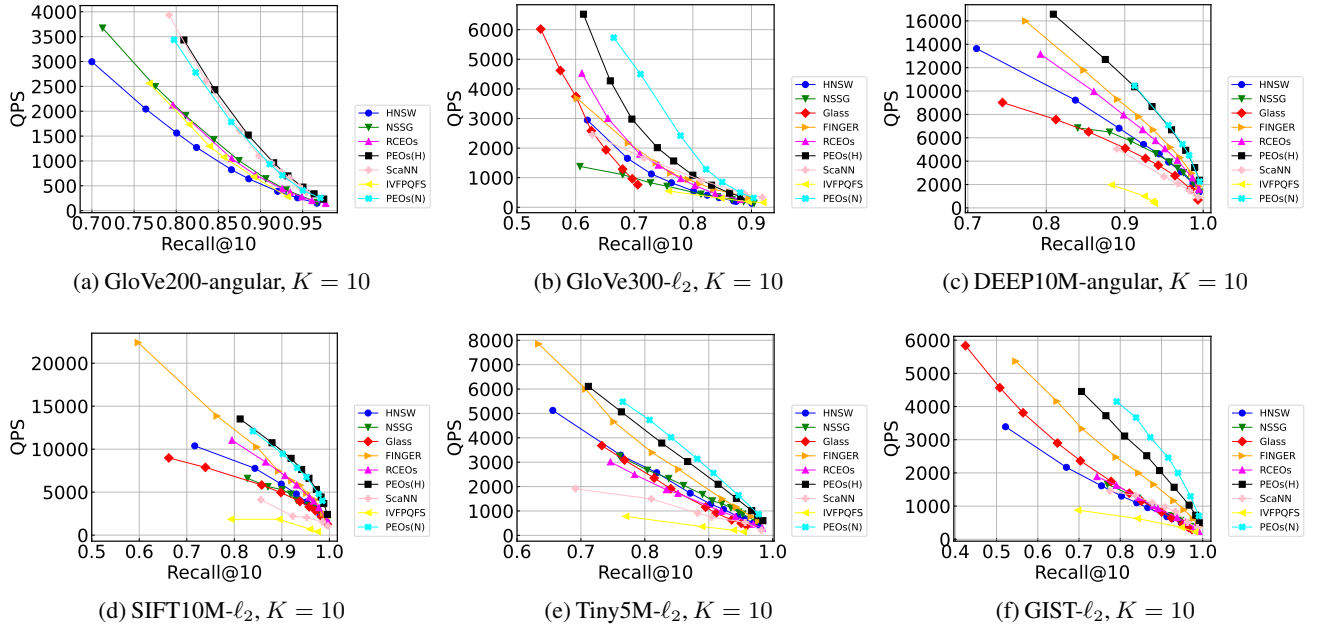 4000
3500
3000
2500
2000
1500
1000
500
0
QPS
0.70 0.75 0.80 0.85 0.90 0.95
Recall@10
HNSW
NSSG
Glass
FINGER
RCEOs
PEOs(H)
ScaNN
IVFPQFS
PEOs(N)
(a) GloVe200-angular, K = 10
6000
5000
4000
3000
2000
1000
0
QPS
0.5 0.6 0.7 0.8 0.9
Recall@10
HNSW
NSSG
Glass
FINGER
RCEOs
PEOs(H)
ScaNN
IVFPQFS
PEOs(N)
(b) GloVe300-ℓ2, K = 10
16000
14000
12000
10000
8000
6000
4000
2000
0
QPS
0.7 0.8 0.9 1.0
Recall@10
HNSW
NSSG
Glass
FINGER
RCEOs
PEOs(H)
ScaNN
IVFPQFS
PEOs(N)
(c) DEEP10M-angular, K = 10
20000
15000
10000
5000
0
QPS
0.5 0.6 0.7 0.8 0.9 1.0
Recall@10
HNSW
NSSG
Glass
FINGER
RCEOs
PEOs(H)
ScaNN
IVFPQFS
PEOs(N)
(d) SIFT10M-ℓ2, K = 10
8000
7000
6000
5000
4000
3000
2000
1000
0
QPS
0.6 0.7 0.8 0.9 1.0
Recall@10
HNSW
NSSG
Glass
FINGER
RCEOs
PEOs(H)
ScaNN
IVFPQFS
PEOs(N)
(e) Tiny5M-ℓ2, K = 10
6000
5000
4000
3000
2000
1000
0
QPS
0.4 0.5 0.6 0.7 0.8 0.9 1.0
Recall@10
HNSW
NSSG
Glass
FINGER
RCEOs
PEOs(H)
ScaNN
IVFPQFS
PEOs(N)
(f) GIST-ℓ2, K = 10